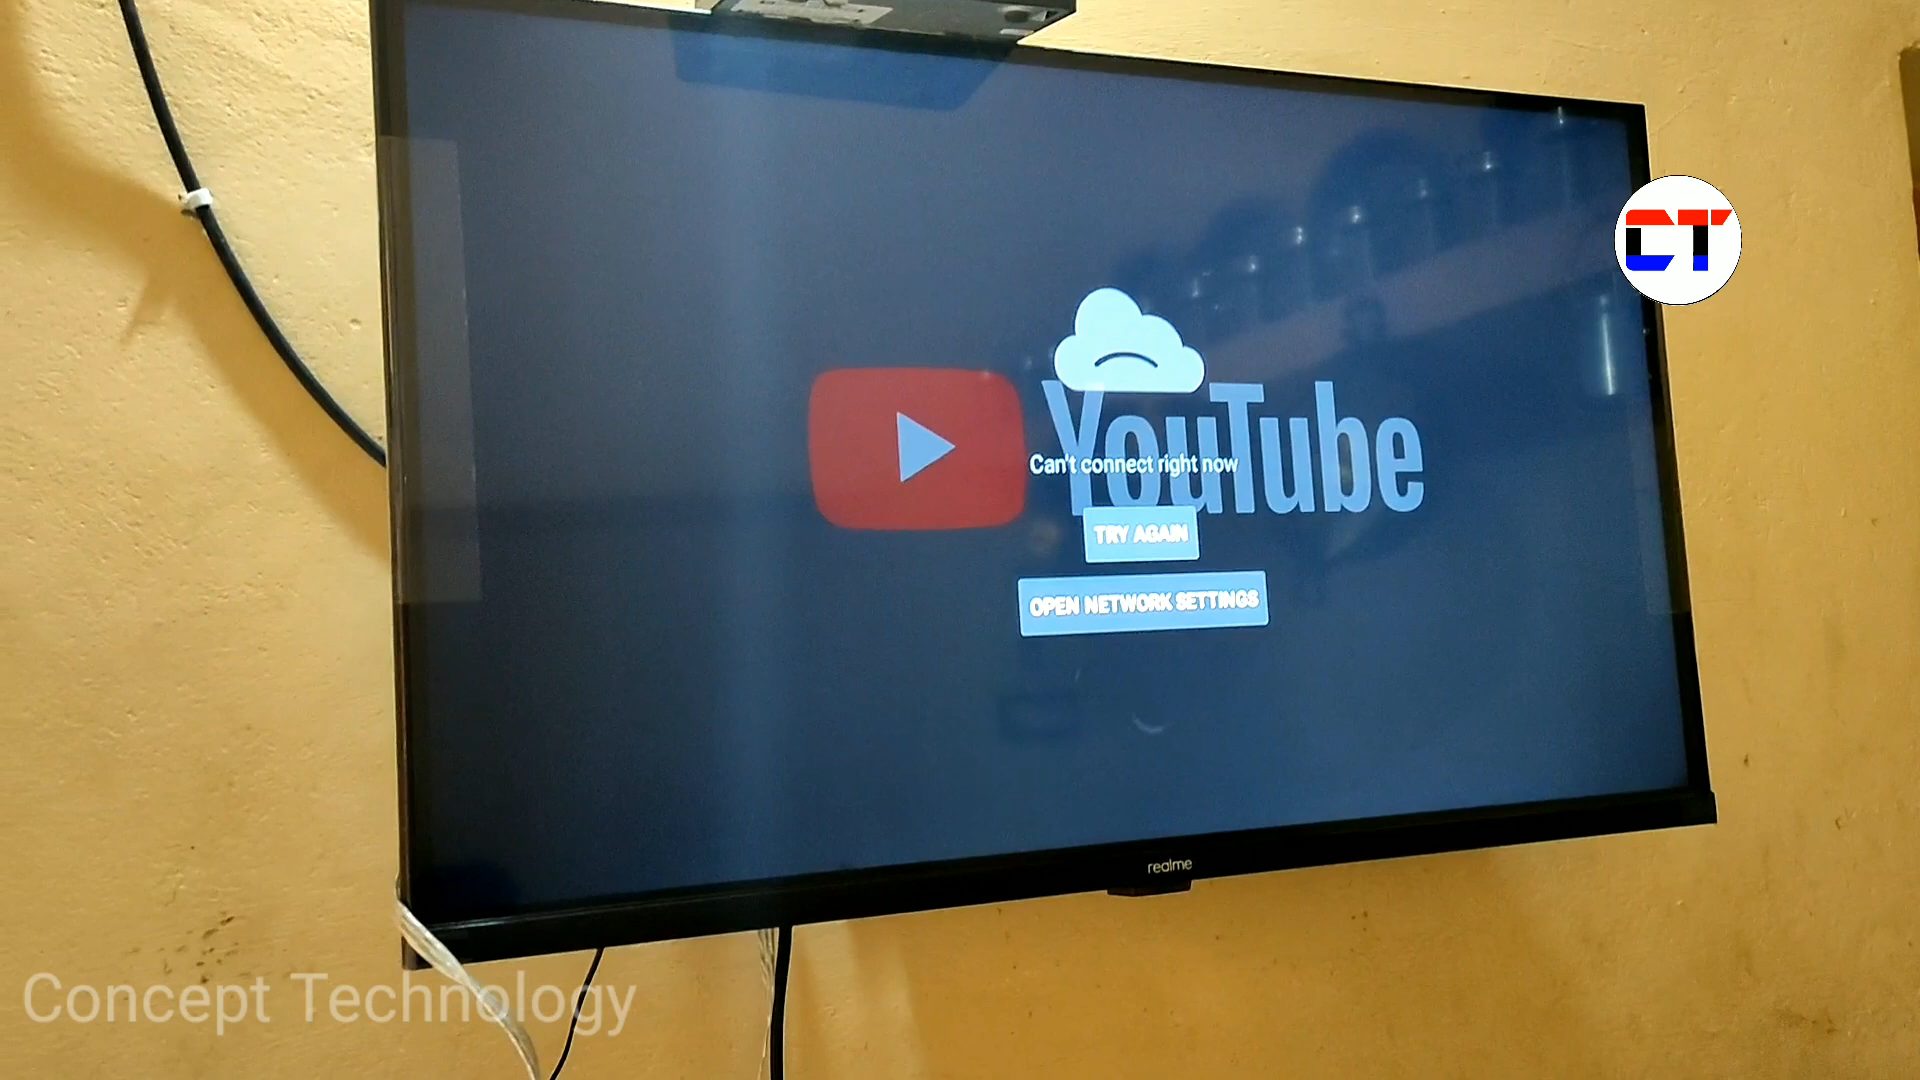 CT
YouTube
Can't connect right now
TRY AGAIN
OPEN NETWORK SETTINGS
realme
Concept Technology